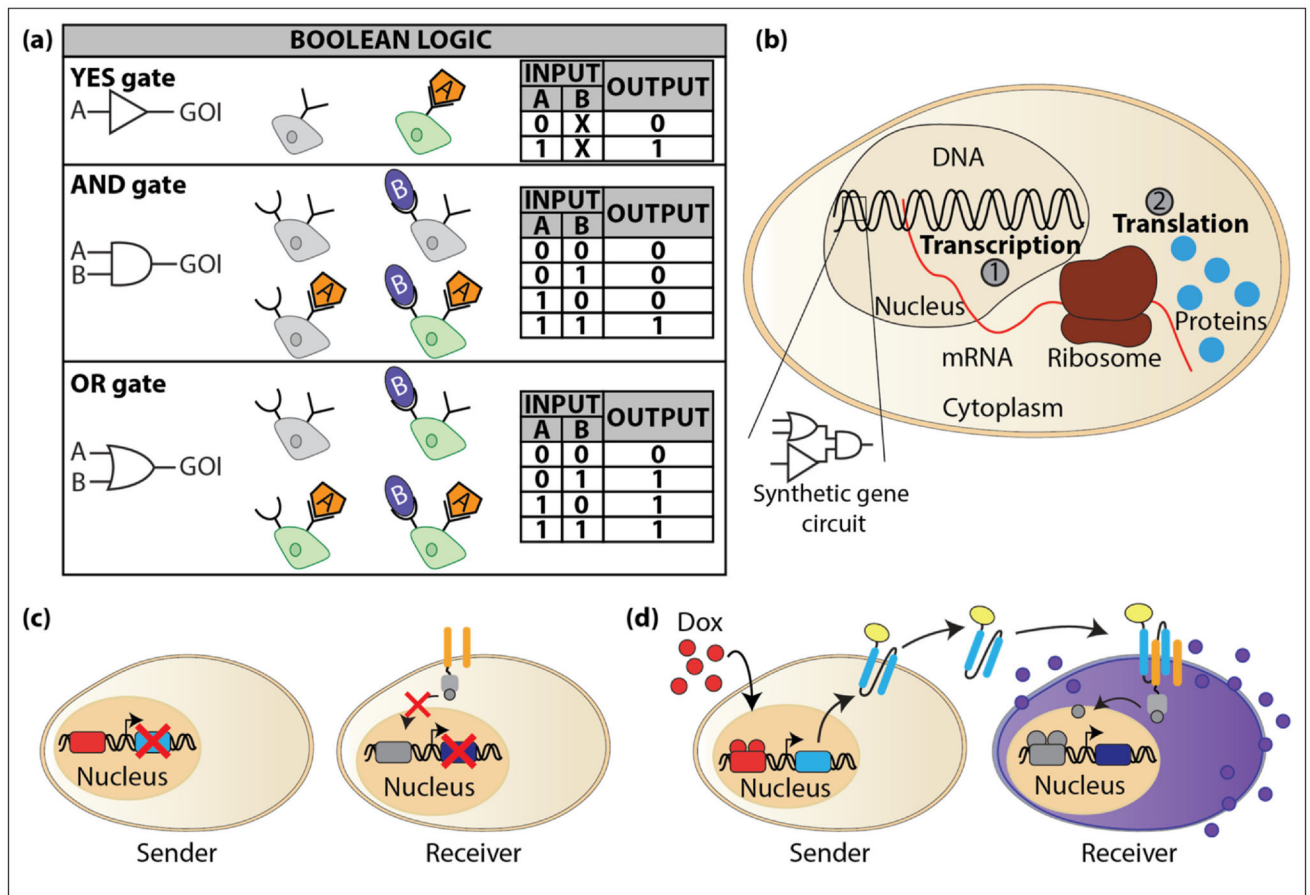 (a)
BOOLEAN LOGIC
YES gate
A GOI
A
INPUT OUTPUT
A B
0 X 0
1 X 1
AND gate
B
A GOI
B
A B A
INPUT OUTPUT
A B
0 0 0
0 1 0
1 0 0
1 1 1
OR gate
B
A GOI
B
A B A
INPUT OUTPUT
A B
0 0 0
0 1 1
1 0 1
1 1 1
(b)
DNA
2
Translation
Transcription
1
Nucleus
Proteins
mRNA
Ribosome
Cytoplasm
Synthetic gene
circuit
(c)
Nucleus
Nucleus
Sender
Receiver
(d)
Dox
Nucleus
Nucleus
Sender
Receiver